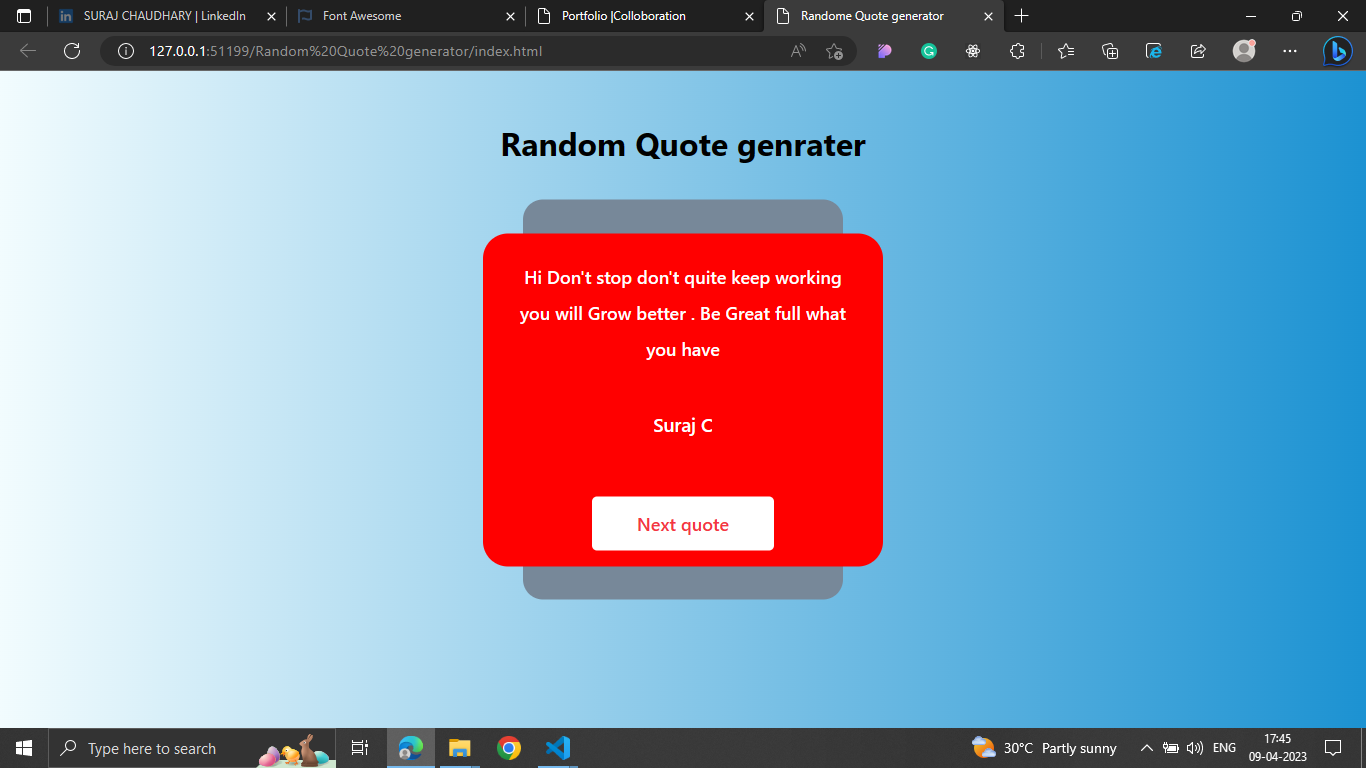 SURAJ CHAUDHARY | LinkedIn
Font Awesome
Portfolio |Colloboration
Randome Quote generator
127.0.0.1:51199/Random%20Quote%20generator/index.html
Random Quote genrater
Hi Don't stop don't quite keep working
you will Grow better . Be Great full what
you have
Suraj C
Next quote
Type here to search
30°C Partly sunny
ENG
17:45
09-04-2023